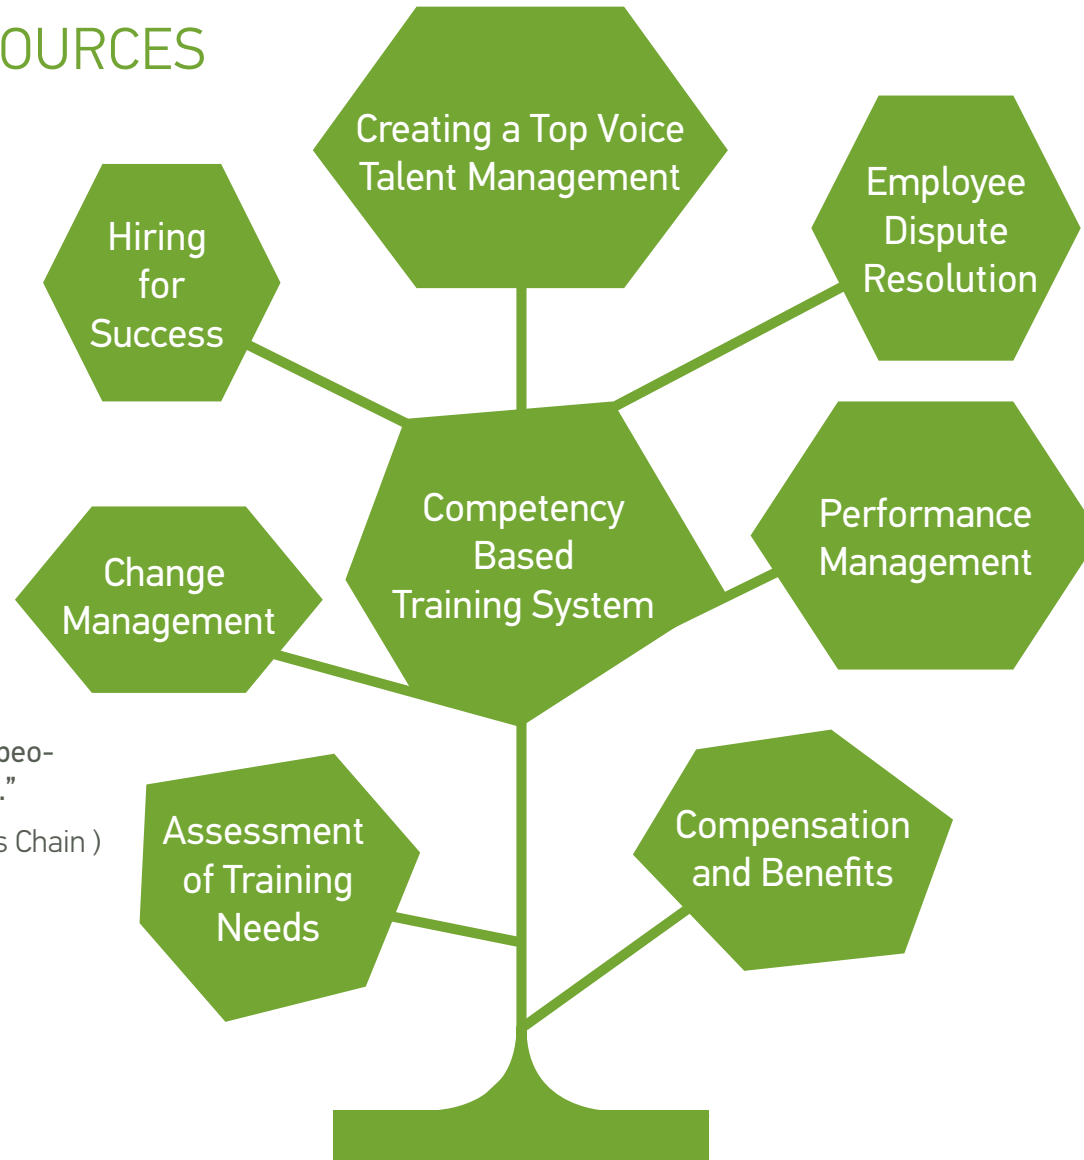 OURCES
Creating a Top Voice
Talent Management
Employee
Dispute
Resolution
Hiring
for
Success
Competency
Based
Training System
Performance
Management
Change
Management
peo-
.”
s Chain )
Assessment
of Training
Needs
Compensation
and Benefits